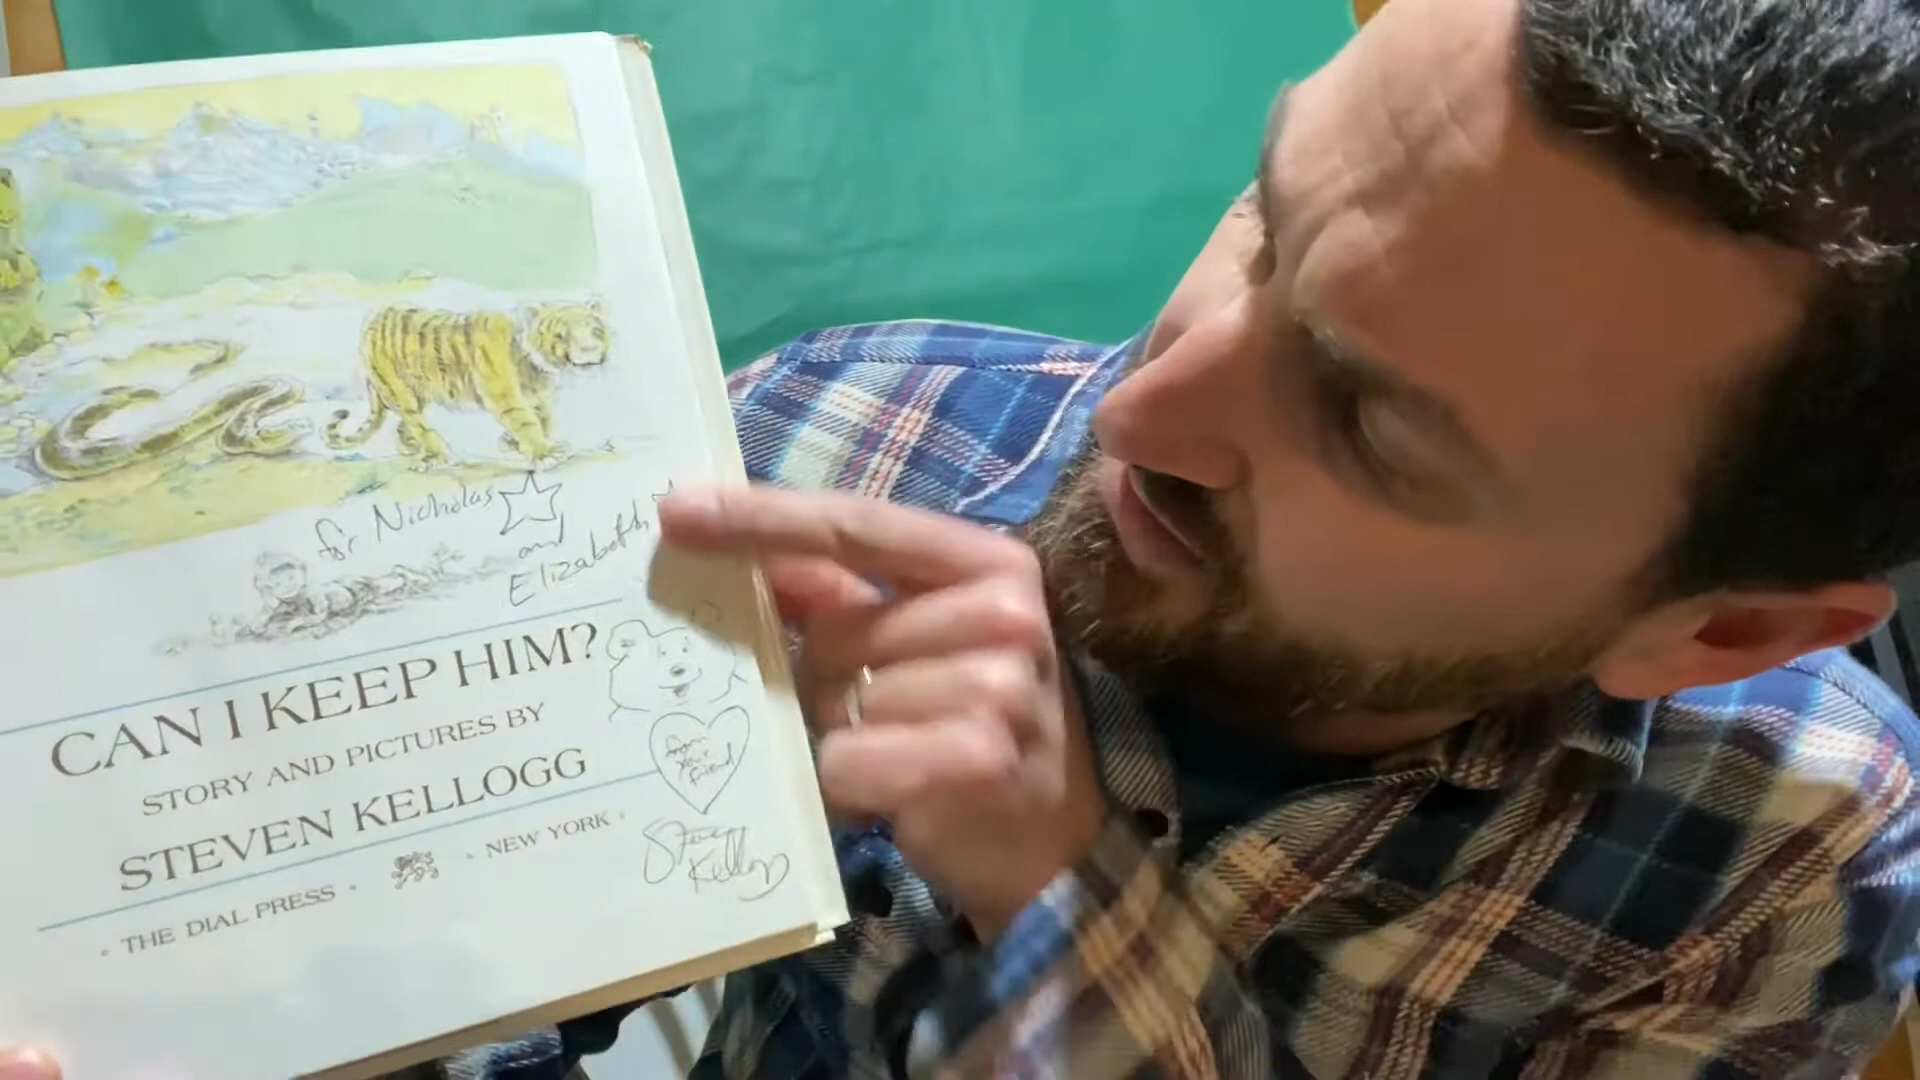 for Nicholas
and
Elizabeth
CAN I KEEP HIM?
STORY AND PICTURES BY
STEVEN KELLOGG
from
your
friend
Steven
Kellogg
THE DIAL PRESS · NEW YORK